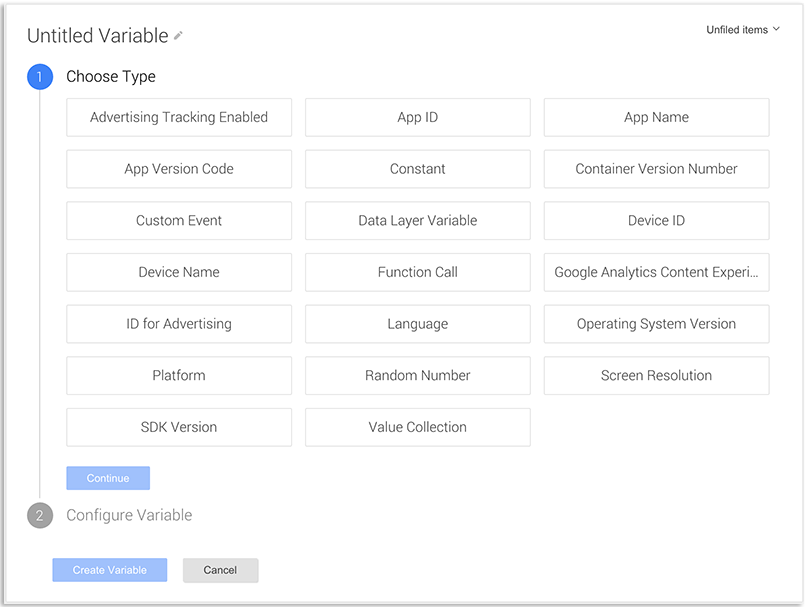 Untitled Variable
Unfiled items
1 Choose Type
Advertising Tracking Enabled
App ID
App Name
App Version Code
Constant
Container Version Number
Custom Event
Data Layer Variable
Device ID
Device Name
Function Call
Google Analytics Content Experi...
ID for Advertising
Language
Operating System Version
Platform
Random Number
Screen Resolution
SDK Version
Value Collection
Continue
2 Configure Variable
Create Variable
Cancel